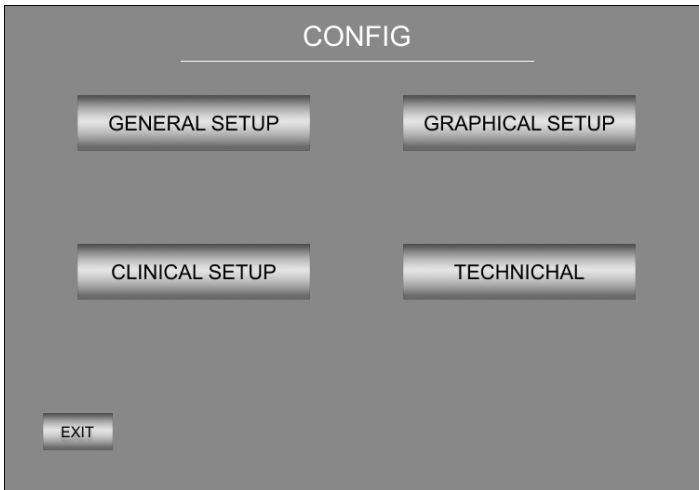 CONFIG
GENERAL SETUP
GRAPHICAL SETUP
CLINICAL SETUP
TECHNICHAL
EXIT